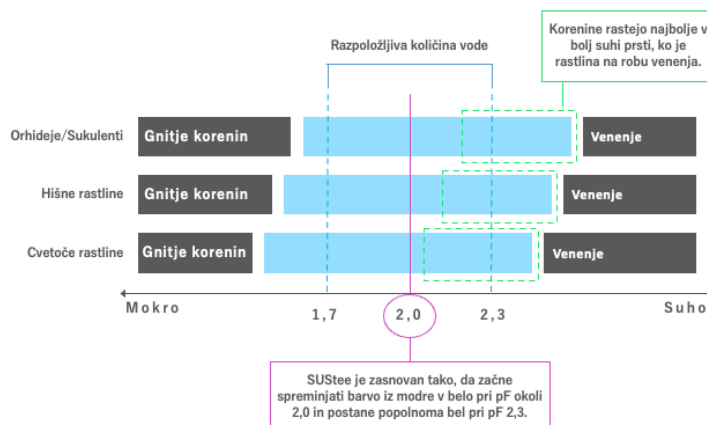 Razpoložljiva količina vode
Korenine rastejo najbolje v
bolj suhi prsti, ko je
rastlina na robu venenja.
Orhideje/Sukulenti
Gnitje korenin
Venenje
Hišne rastline
Gnitje korenin
Venenje
Cvetoče rastline
Gnitje korenin
Venenje
Mokro
1,7
2,0
2,3
Suho
SUStee je zasnovan tako, da začne
spreminjati barvo iz modre v belo pri pF okoli
2,0 in postane popolnoma bel pri pF 2,3.